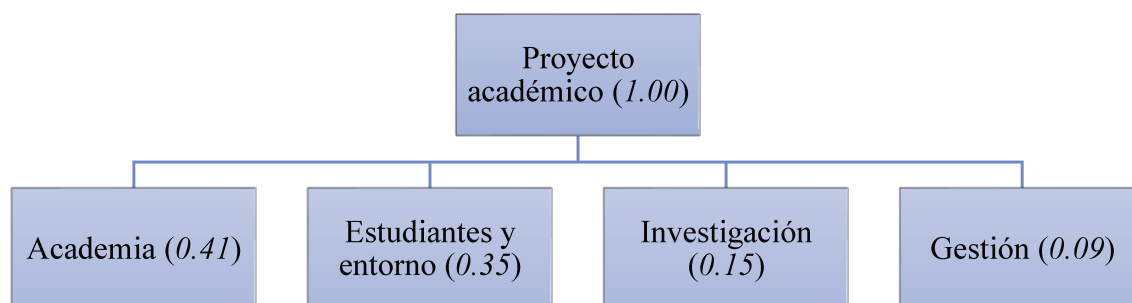 Proyecto
académico (1.00)
Academia (0.41)
Estudiantes y
entorno (0.35)
Investigación
(0.15)
Gestión (0.09)